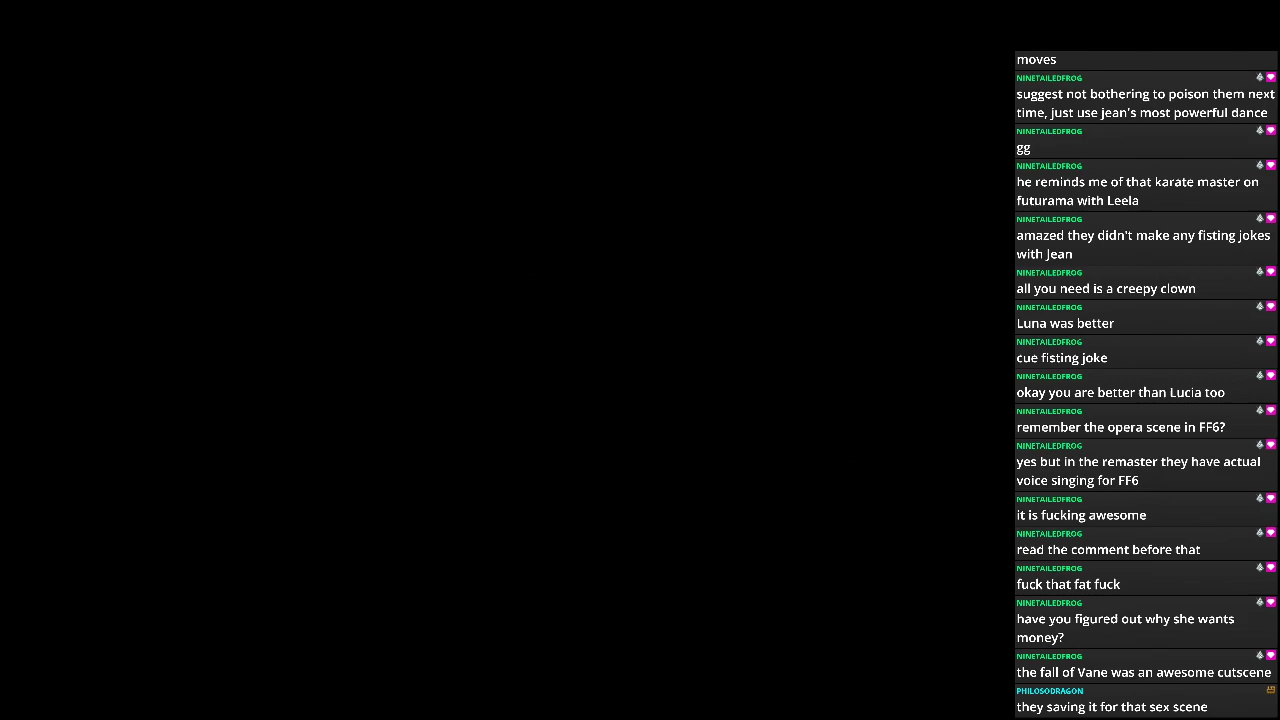 moves
NINETAILEDFROG
suggest not bothering to poison them next
time, just use jean's most powerful dance
NINETAILEDFROG
gg
NINETAILEDFROG
he reminds me of that karate master on
futurama with Leela
NINETAILEDFROG
amazed they didn't make any fisting jokes
with Jean
NINETAILEDFROG
all you need is a creepy clown
NINETAILEDFROG
Luna was better
NINETAILEDFROG
cue fisting joke
NINETAILEDFROG
okay you are better than Lucia too
NINETAILEDFROG
remember the opera scene in FF6?
NINETAILEDFROG
yes but in the remaster they have actual
voice singing for FF6
NINETAILEDFROG
it is fucking awesome
NINETAILEDFROG
read the comment before that
NINETAILEDFROG
fuck that fat fuck
NINETAILEDFROG
have you figured out why she wants
money?
NINETAILEDFROG
the fall of Vane was an awesome cutscene
PHILOSODRAGON
they saving it for that sex scene